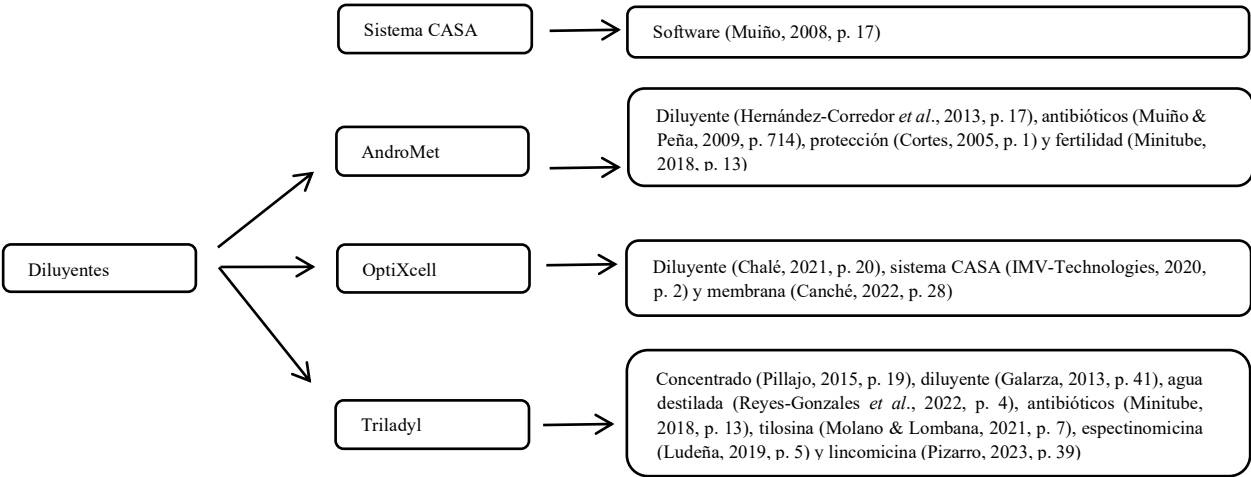 Sistema CASA
Software (Muiño, 2008, p. 17)
AndroMet
Diluyente (Hernández-Corredor et al., 2013, p. 17), antibióticos (Muiño &
Peña, 2009, p. 714), protección (Cortes, 2005, p. 1) y fertilidad (Minitube,
2018, p. 13)
Diluyentes
OptiXcell
Diluyente (Chalé, 2021, p. 20), sistema CASA (IMV-Technologies, 2020,
p. 2) y membrana (Canché, 2022, p. 28)
Triladyl
Concentrado (Pillajo, 2015, p. 19), diluyente (Galarza, 2013, p. 41), agua
destilada (Reyes-Gonzales et al., 2022, p. 4), antibióticos (Minitube,
2018, p. 13), tilosina (Molano & Lombana, 2021, p. 7), espectinomicina
(Ludeña, 2019, p. 5) y lincomicina (Pizarro, 2023, p. 39)